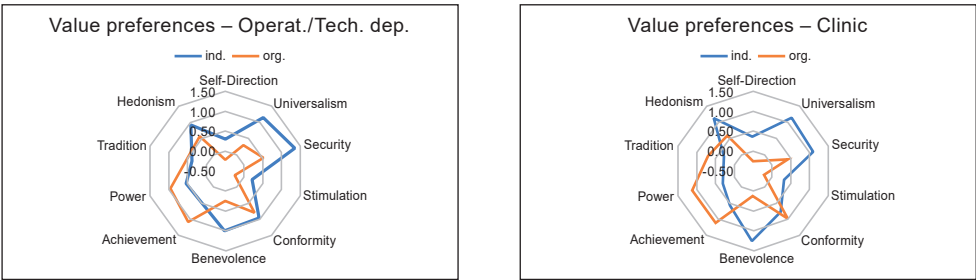 Value preferences – Operat./Tech. dep.
ind. org.
Self-Direction
Universalism
Security
Stimulation
Conformity
Benevolence
Achievement
Power
Tradition
Hedonism
1.50
1.00
0.50
0.00
-0.50
Value preferences – Clinic
ind. org.
Self-Direction
Universalism
Security
Stimulation
Conformity
Benevolence
Achievement
Power
Tradition
Hedonism
1.50
1.00
0.50
0.00
-0.50